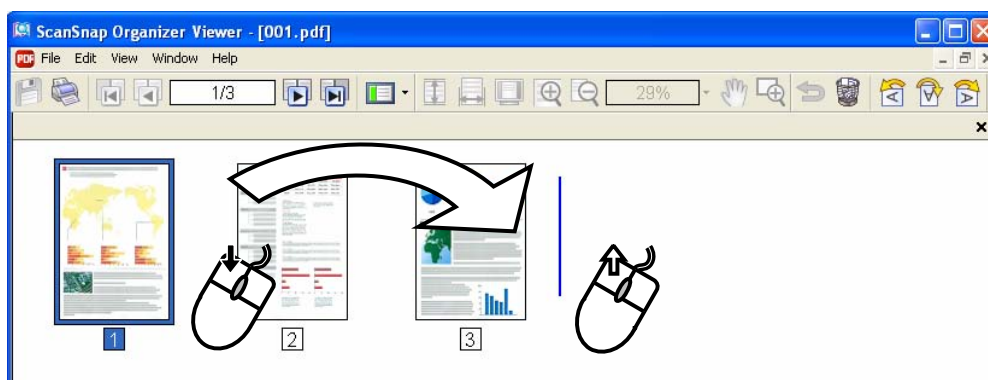 ScanSnap Organizer Viewer - [001.pdf]
PDF File Edit View Window Help
1/3 29% A A A
1 2 3